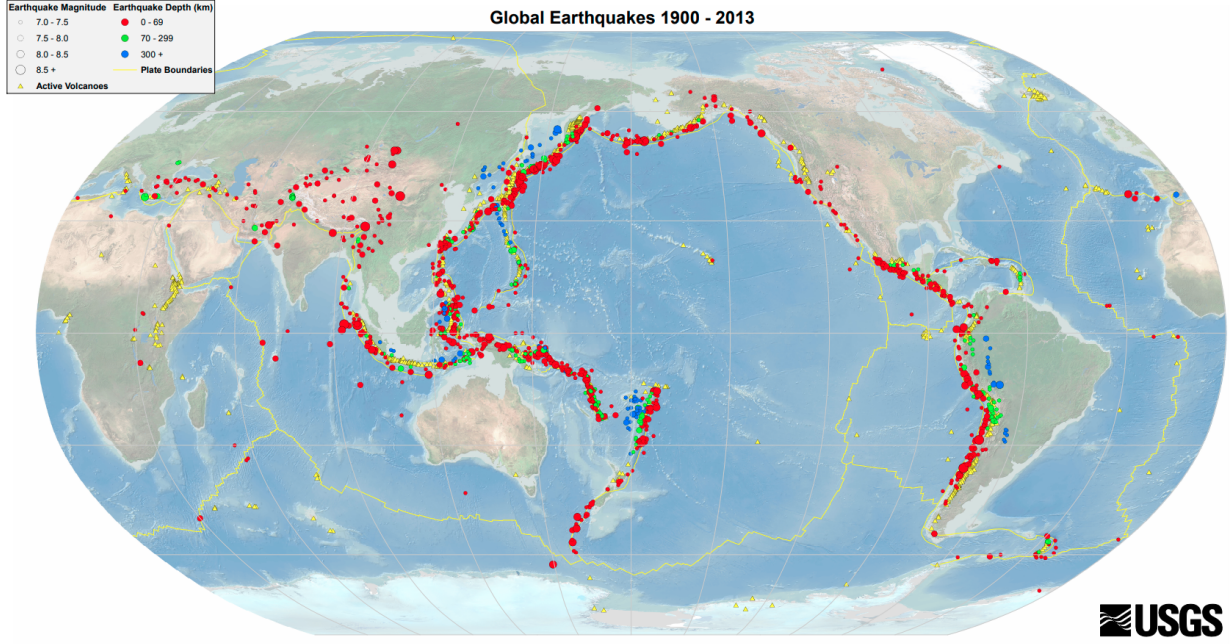 Global Earthquakes 1900 - 2013
Earthquake Magnitude
7.0 - 7.5
7.5 - 8.0
8.0 - 8.5
8.5 +
Active Volcanoes
Earthquake Depth (km)
0 - 69
70 - 299
300 +
Plate Boundaries
USGS